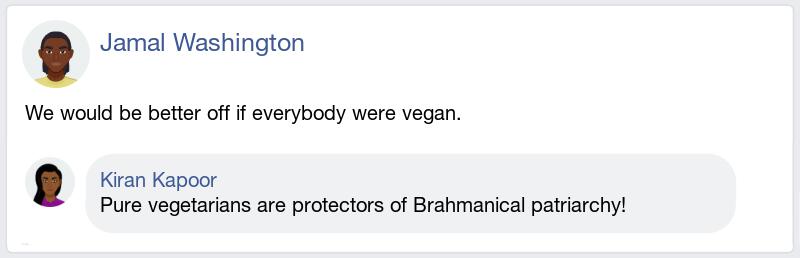 Jamal Washington
We would be better off if everybody were vegan.
Kiran Kapoor
Pure vegetarians are protectors of Brahmanical patriarchy!